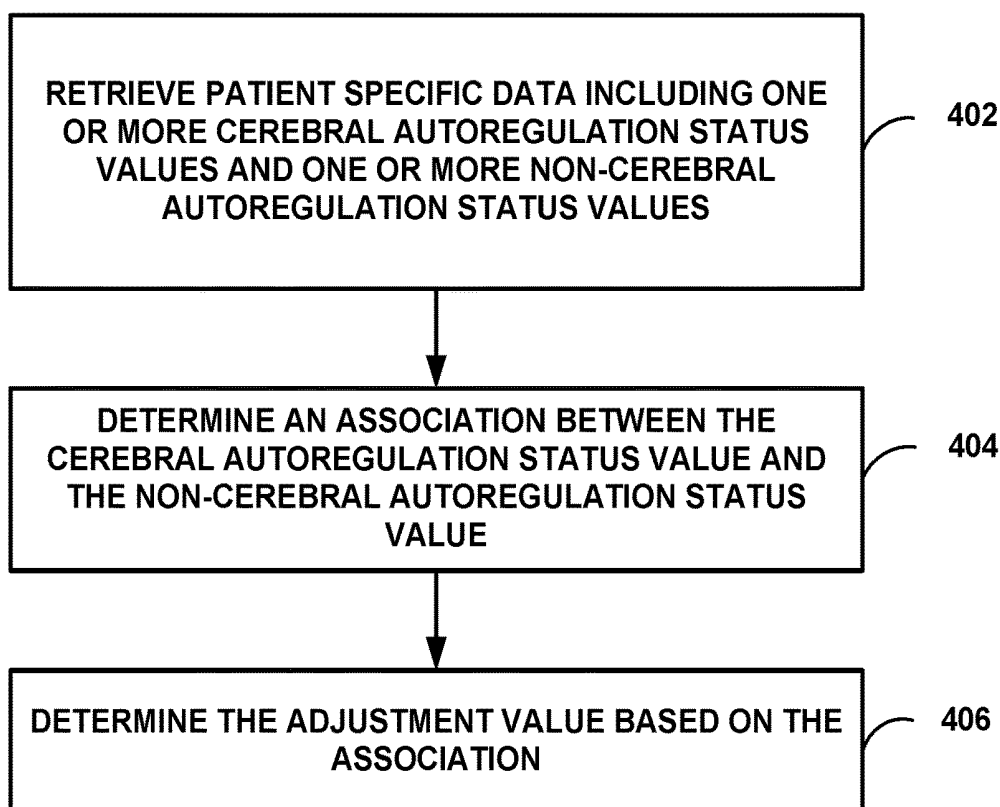 RETRIEVE PATIENT SPECIFIC DATA INCLUDING ONE
OR MORE CEREBRAL AUTOREGULATION STATUS
VALUES AND ONE OR MORE NON-CEREBRAL
AUTOREGULATION STATUS VALUES
402
DETERMINE AN ASSOCIATION BETWEEN THE
CEREBRAL AUTOREGULATION STATUS VALUE AND
THE NON-CEREBRAL AUTOREGULATION STATUS
VALUE
404
DETERMINE THE ADJUSTMENT VALUE BASED ON THE
ASSOCIATION
406